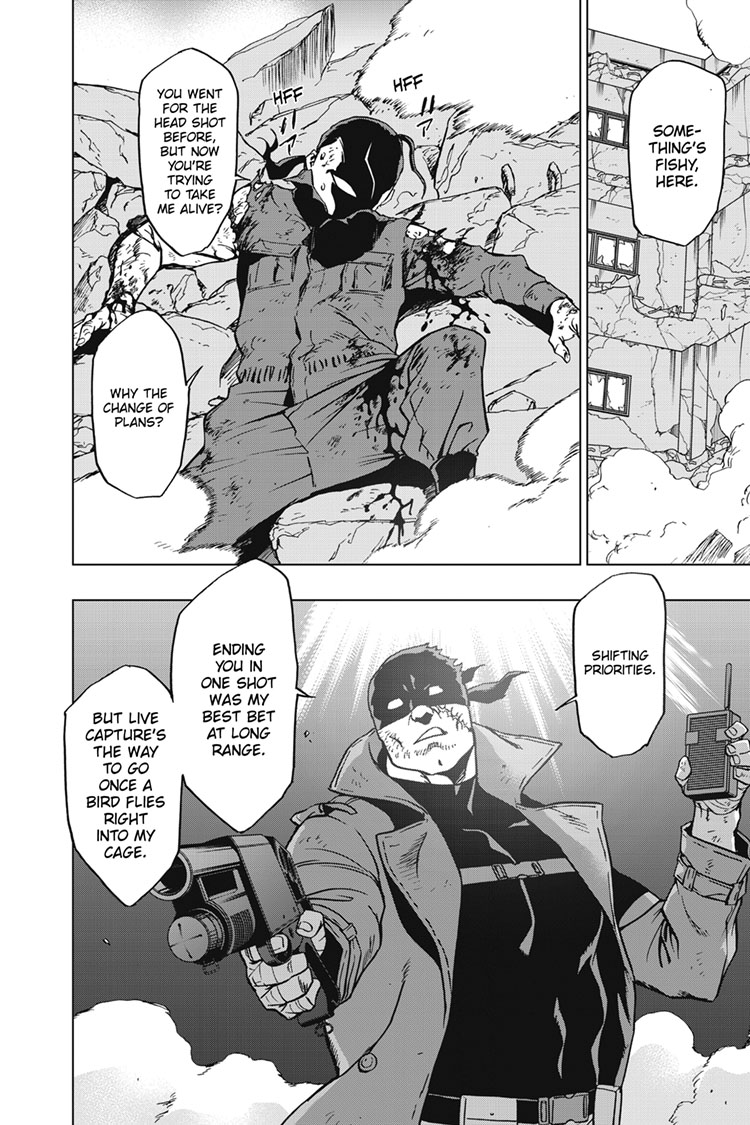 SOME-
THING'S
FISHY,
HERE.
HFF
HFF
YOU WENT
FOR THE
HEAD SHOT
BEFORE,
BUT NOW
YOU'RE
TRYING
TO TAKE
ME ALIVE?
WHY THE
CHANGE OF
PLANS?
SHIFTING
PRIORITIES.
ENDING
YOU IN
ONE SHOT
WAS MY
BEST BET
AT LONG
RANGE.
BUT LIVE
CAPTURE'S
THE WAY
TO GO
ONCE A
BIRD FLIES
RIGHT
INTO MY
CAGE.